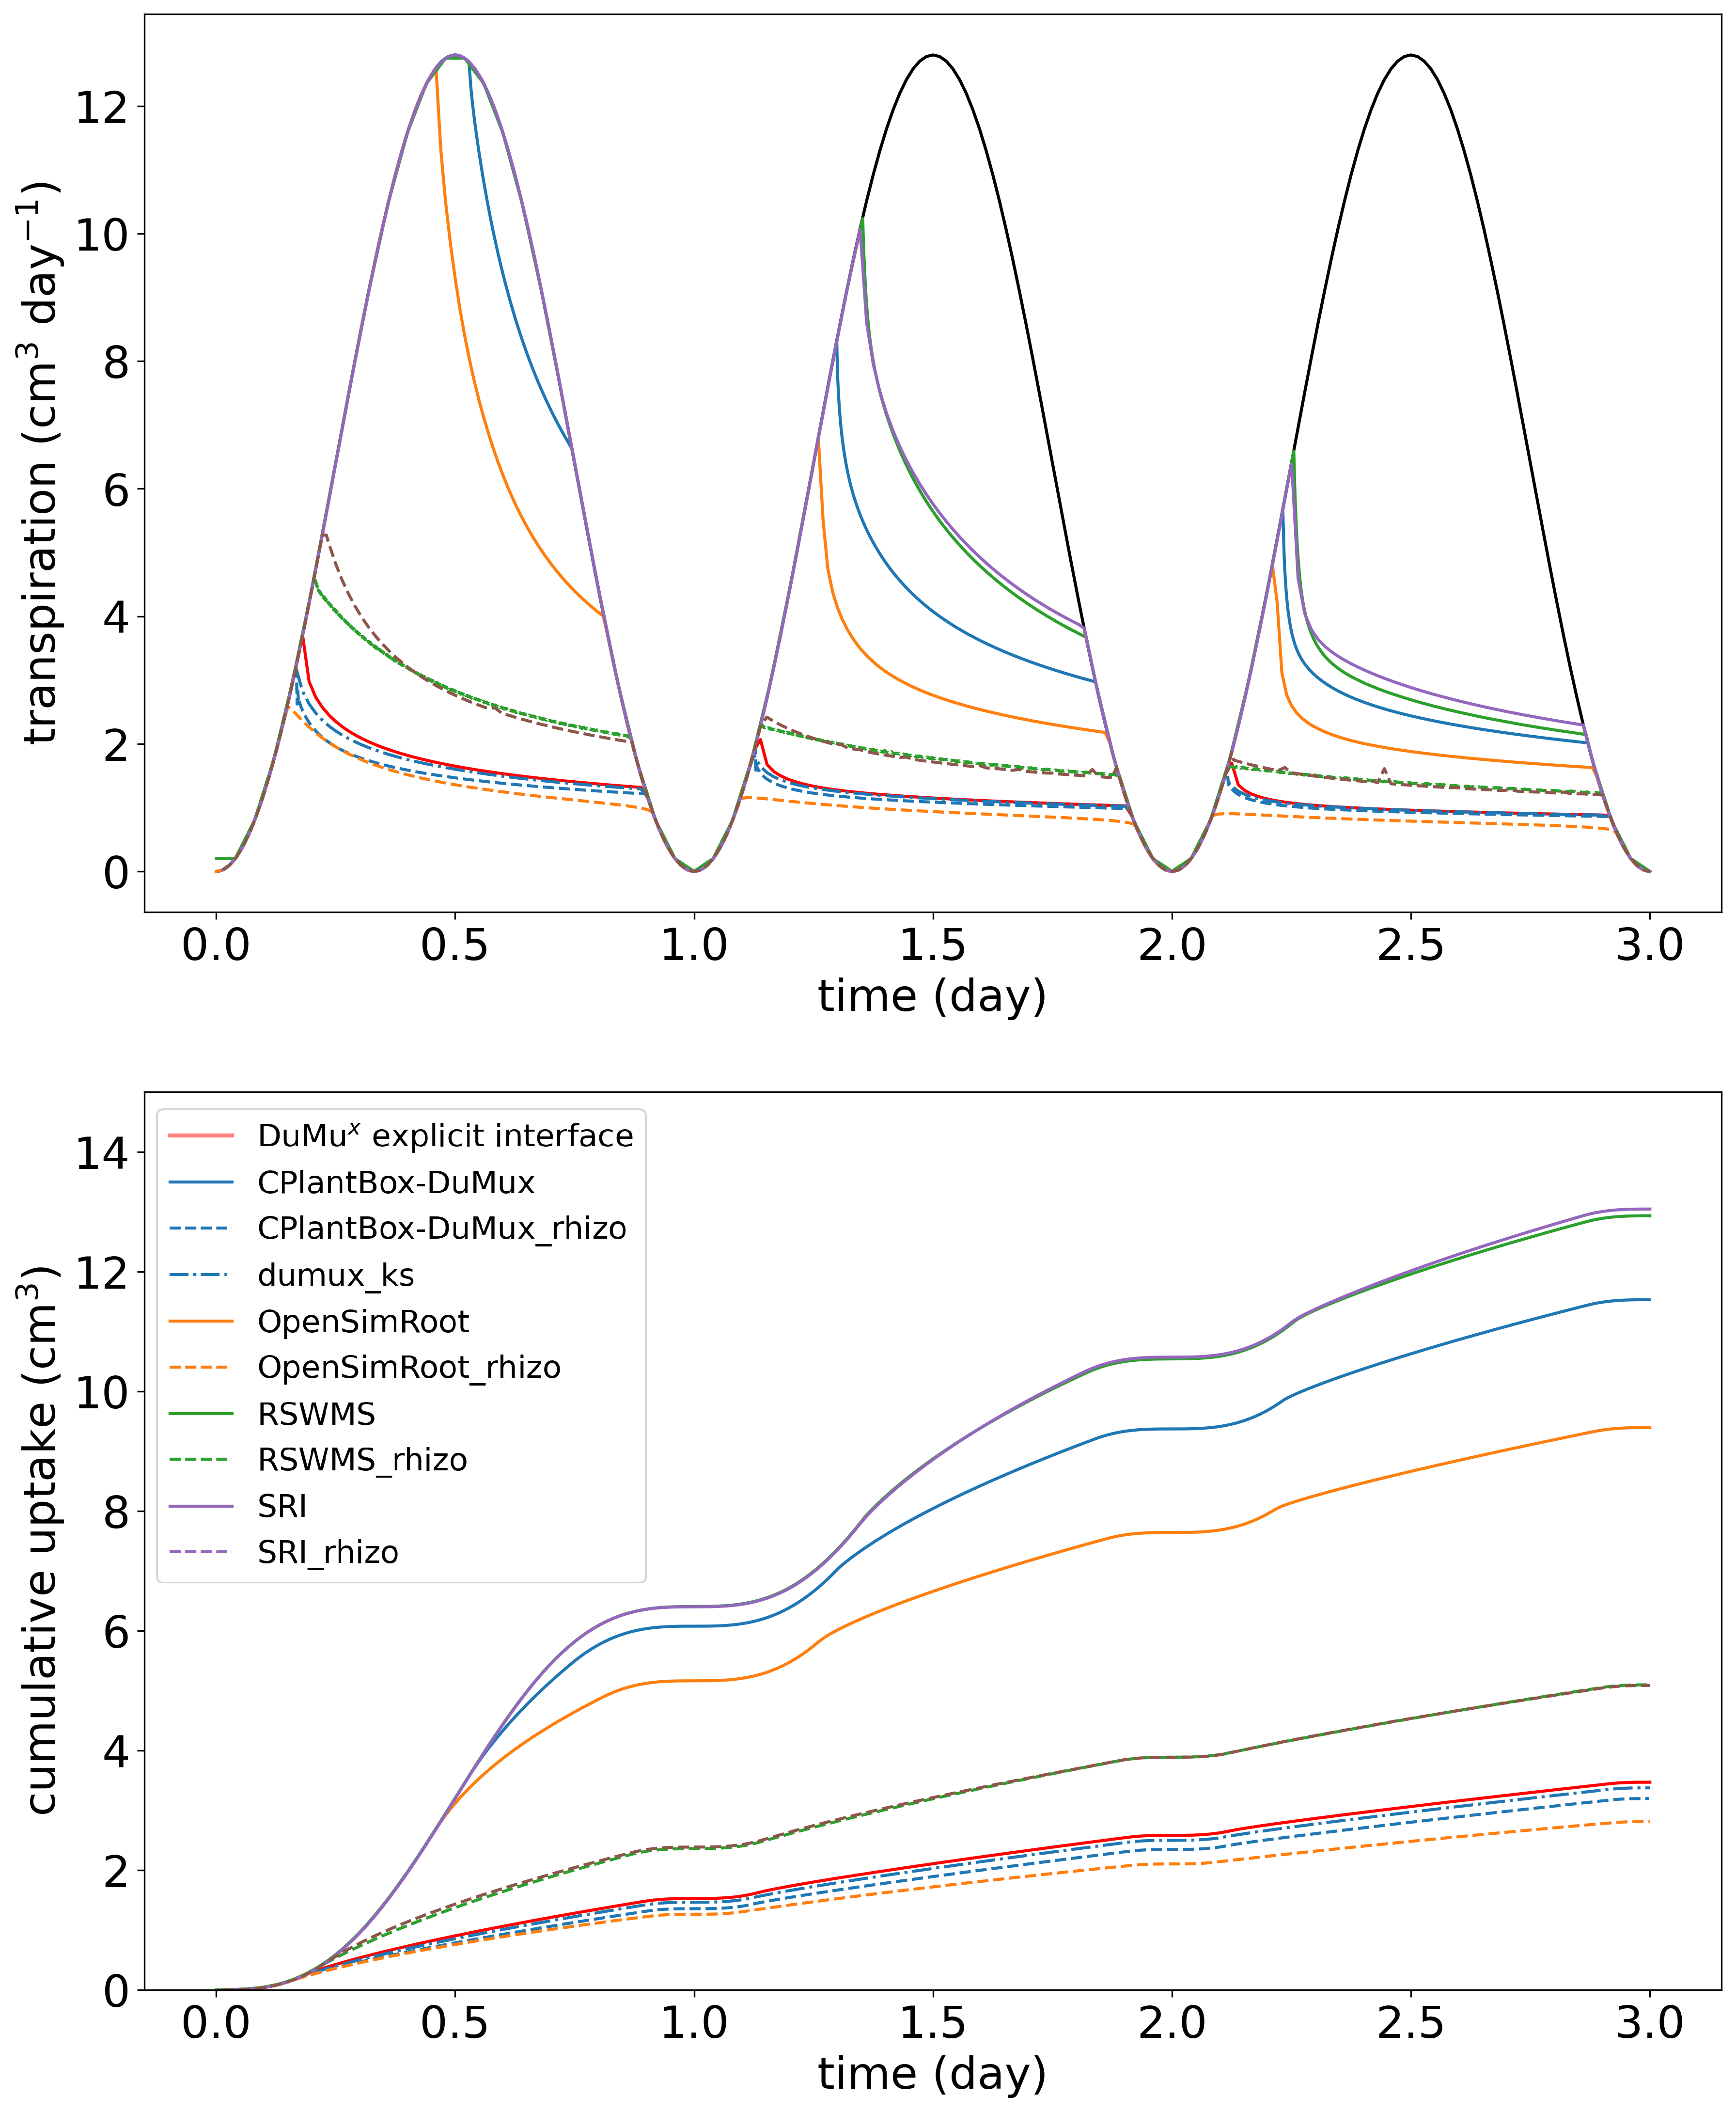 transpiration (cm³ day⁻¹)
12
10
8
6
4
2
0
0.0 0.5 1.0 1.5 2.0 2.5 3.0
time (day)
cumulative uptake (cm³)
14
12
10
8
6
4
2
0
DuMuˣ explicit interface
CPlantBox-DuMux
CPlantBox-DuMux_rhizo
dumux_ks
OpenSimRoot
OpenSimRoot_rhizo
RSWMS
RSWMS_rhizo
SRI
SRI_rhizo
0.0 0.5 1.0 1.5 2.0 2.5 3.0
time (day)